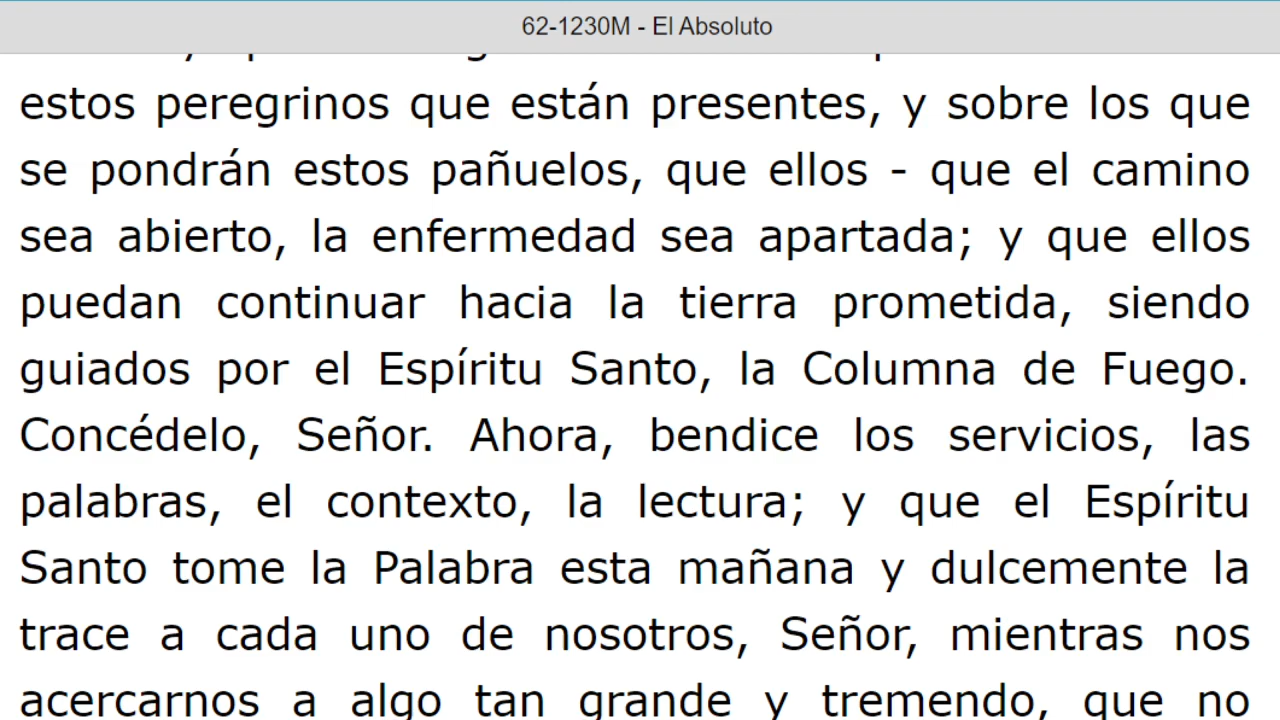 62-1230M - El Absoluto
estos peregrinos que están presentes, y sobre los que
se pondrán estos pañuelos, que ellos - que el camino
sea abierto, la enfermedad sea apartada; y que ellos
puedan continuar hacia la tierra prometida, siendo
guiados por el Espíritu Santo, la Columna de Fuego.
Concédelo, Señor. Ahora, bendice los servicios, las
palabras, el contexto, la lectura; y que el Espíritu
Santo tome la Palabra esta mañana y dulcemente la
trace a cada uno de nosotros, Señor, mientras nos
acercarnos a algo tan grande y tremendo, que no